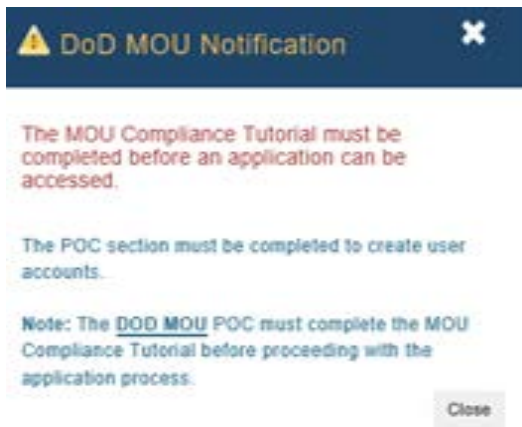 DoD MOU Notification
The MOU Compliance Tutorial must be
completed before an application can be
accessed.
The POC section must be completed to create user
accounts.
Note: The DOD MOU POC must complete the MOU
Compliance Tutorial before proceeding with the
application process.
Close